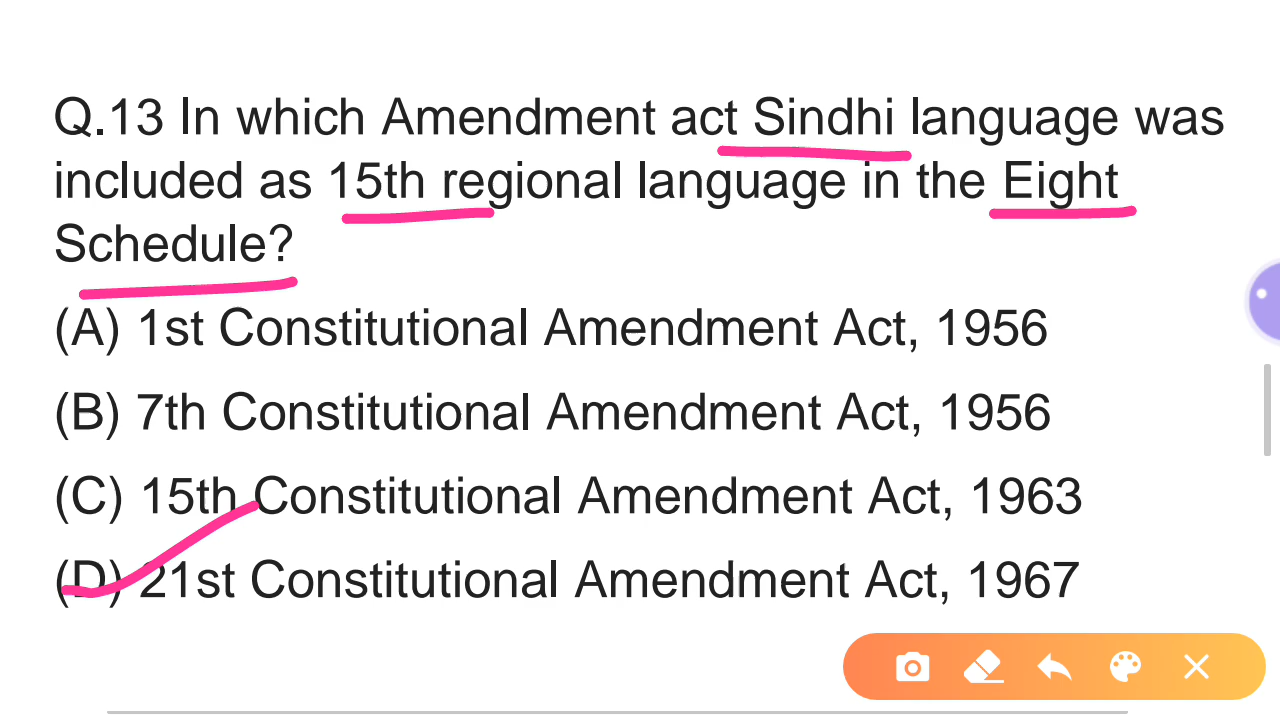 Q.13 In which Amendment act Sindhi language was
included as 15th regional language in the Eight
Schedule?
(A) 1st Constitutional Amendment Act, 1956
(B) 7th Constitutional Amendment Act, 1956
(C) 15th Constitutional Amendment Act, 1963
(D) 21st Constitutional Amendment Act, 1967